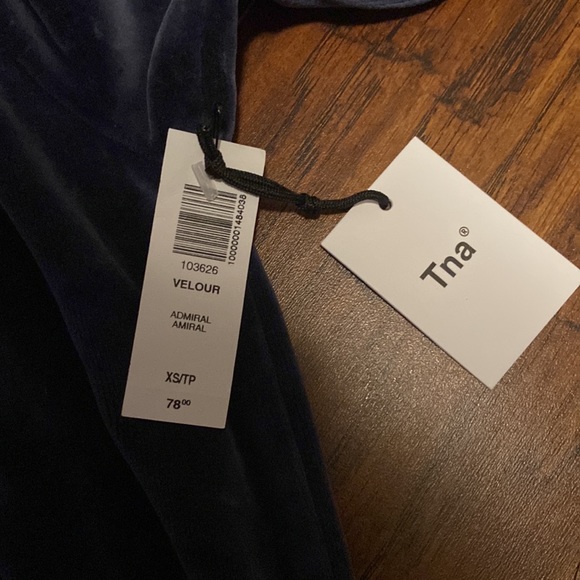 10000001484038
103626
VELOUR
ADMIRAL
AMIRAL
XS/TP
78⁰⁰
Tna®